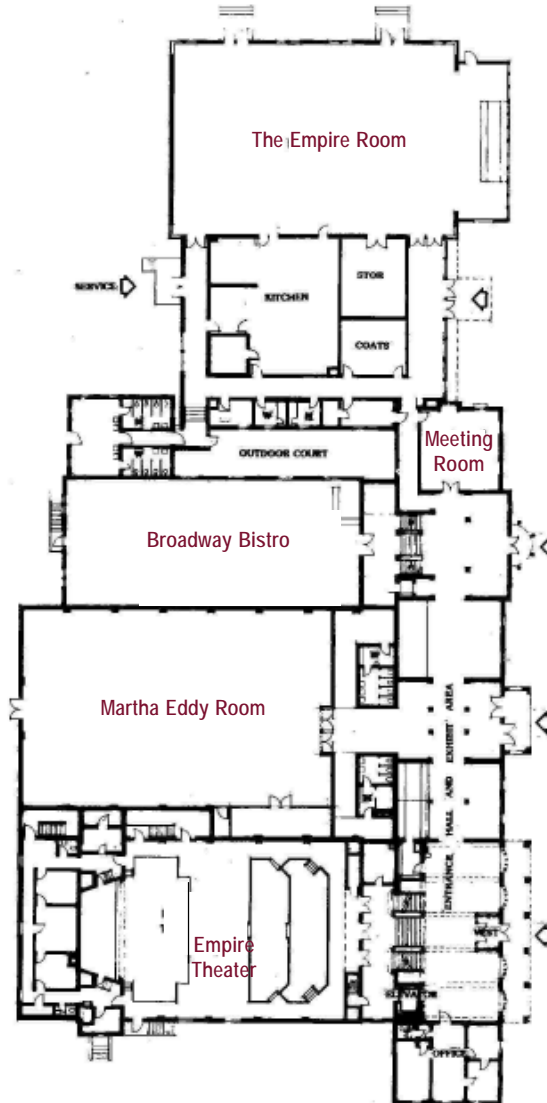 The Empire Room
SERVICE
KITCHEN
STOR
COATS
Meeting
Room
OUTDOOR COURT
Broadway Bistro
Martha Eddy Room
ENTRANCE HALL AND EXHIBIT AREA
Empire
Theater
VEST
ELEVATOR
OFFICE